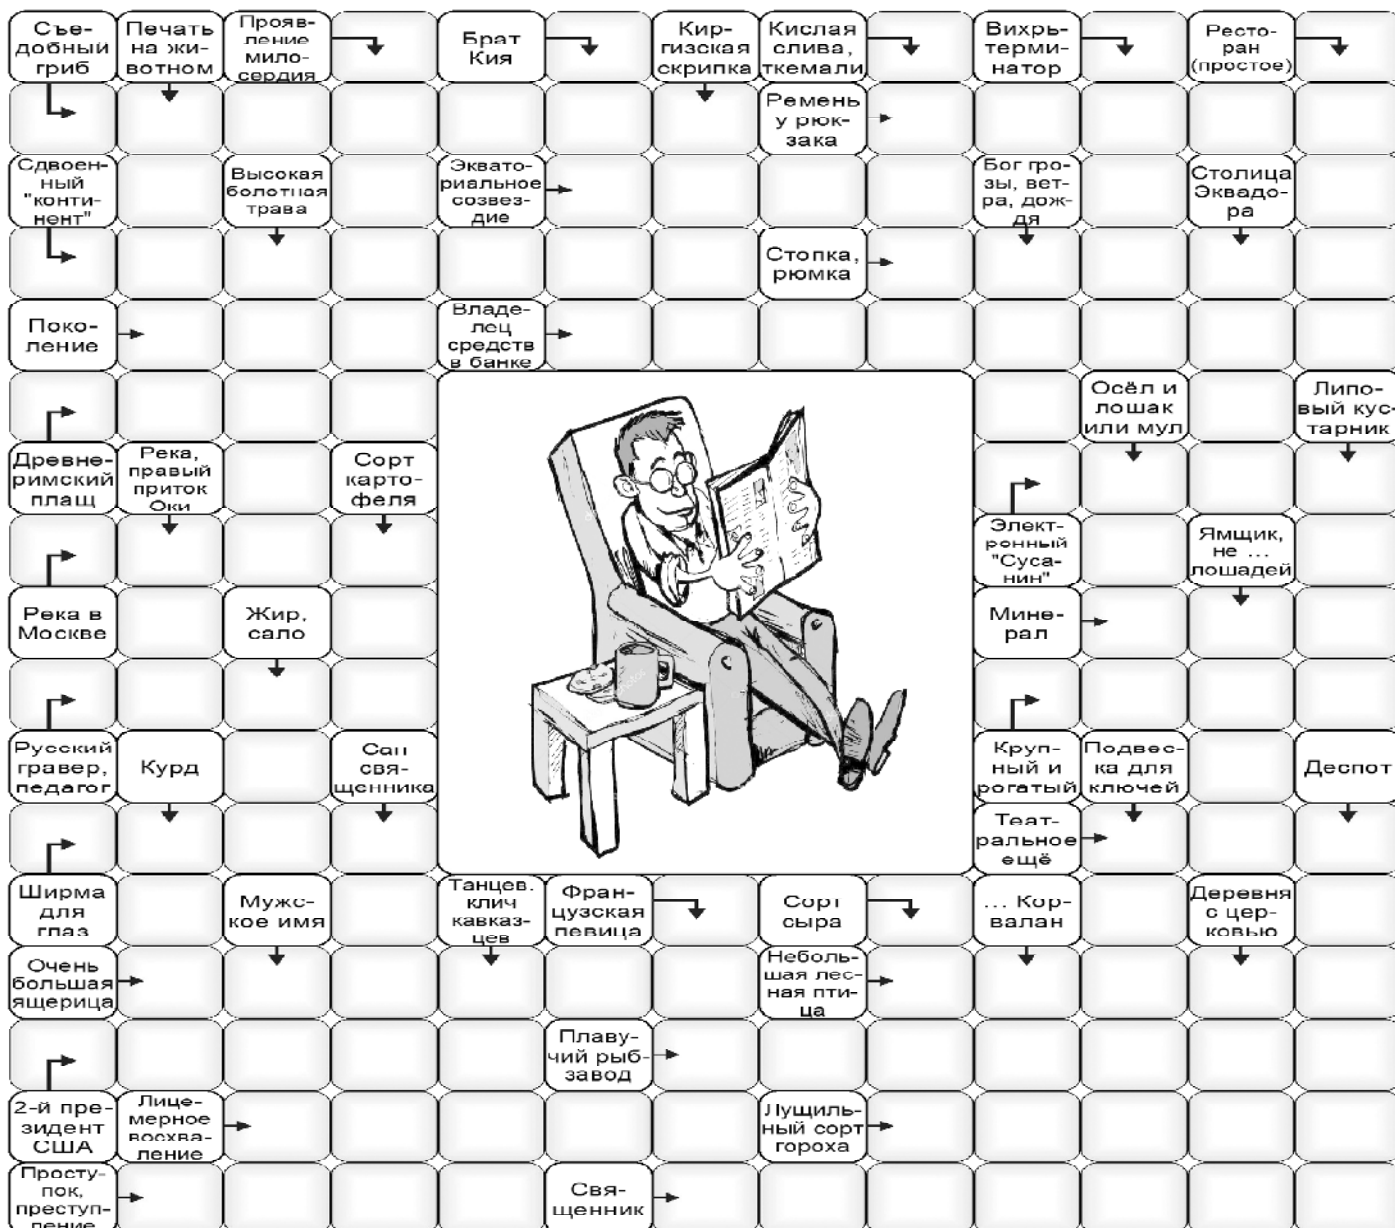 Съе-
добный
гриб
Печать
на жи-
вотном
Прояв-
ление
мило-
сердия
Брат
Кия
Кир-
гизская
скрипка
Кислая
слива,
ткемали
Вихрь-
терми-
натор
Ресто-
ран
(простое)
Ремень
у рюк-
зака
Сдвоен-
ный
"конти-
нент"
Высокая
болотная
трава
Эквато-
риальное
созвез-
дие
Бог гро-
зы, вет-
ра, дож-
дя
Столица
Эквадо-
ра
Стопка,
рюмка
Поко-
ление
Владе-
лец
средств
в банке
Осёл и
лошак
или мул
Липо-
вый кус-
тарник
Древне-
римский
плащ
Река,
правый
приток
Оки
Сорт
карто-
феля
Элект-
ронный
"Суса-
нин"
Ямщик,
не ...
лошадей
Река в
Москве
Жир,
сало
Мине-
рал
Русский
гравер,
педагог
Курд
Сан
свя-
щенника
Круп-
ный и
рогатый
Подвес-
ка для
ключей
Деспот
Теат-
ральное
ещё
Ширма
для
глаз
Мужс-
кое имя
Танцев.
клич
кавказ-
цев
Фран-
цузская
певица
Сорт
сыра
... Кор-
валан
Деревня
с цер-
ковью
Очень
большая
ящерица
Неболь-
шая лес-
ная пти-
ца
Плаву-
чий рыб-
завод
2-й пре-
зидент
США
Лице-
мерное
восхва-
ление
Лущиль-
ный сорт
гороха
Просту-
пок,
преступ-
ление
Свя-
щенник